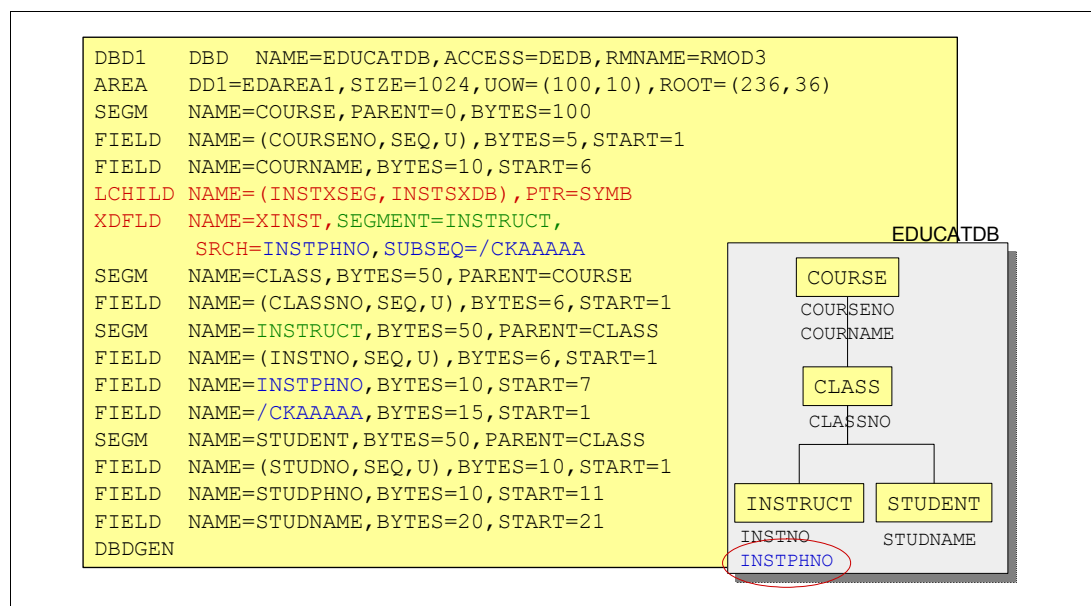 DBD1 DBD NAME=EDUCATDB,ACCESS=DEDB,RMNAME=RMOD3
AREA DD1=EDAREA1,SIZE=1024,UOW=(100,10),ROOT=(236,36)
SEGM NAME=COURSE,PARENT=0,BYTES=100
FIELD NAME=(COURSENO,SEQ,U),BYTES=5,START=1
FIELD NAME=COURNAME,BYTES=10,START=6
LCHILD NAME=(INSTXSEG,INSTSXDB),PTR=SYMB
XDFLD NAME=XINST,SEGMENT=INSTRUCT,
SRCH=INSTPHNO,SUBSEQ=/CKAAAAA
SEGM NAME=CLASS,BYTES=50,PARENT=COURSE
FIELD NAME=(CLASSNO,SEQ,U),BYTES=6,START=1
SEGM NAME=INSTRUCT,BYTES=50,PARENT=CLASS
FIELD NAME=(INSTNO,SEQ,U),BYTES=6,START=1
FIELD NAME=INSTPHNO,BYTES=10,START=7
FIELD NAME=/CKAAAAA,BYTES=15,START=1
SEGM NAME=STUDENT,BYTES=50,PARENT=CLASS
FIELD NAME=(STUDNO,SEQ,U),BYTES=10,START=1
FIELD NAME=STUDPHNO,BYTES=10,START=11
FIELD NAME=STUDNAME,BYTES=20,START=21
DBDGEN
EDUCATDB
COURSE
COURSENO
COURNAME
CLASS
CLASSNO
INSTRUCT STUDENT
INSTNO STUDNAME
INSTPHNO